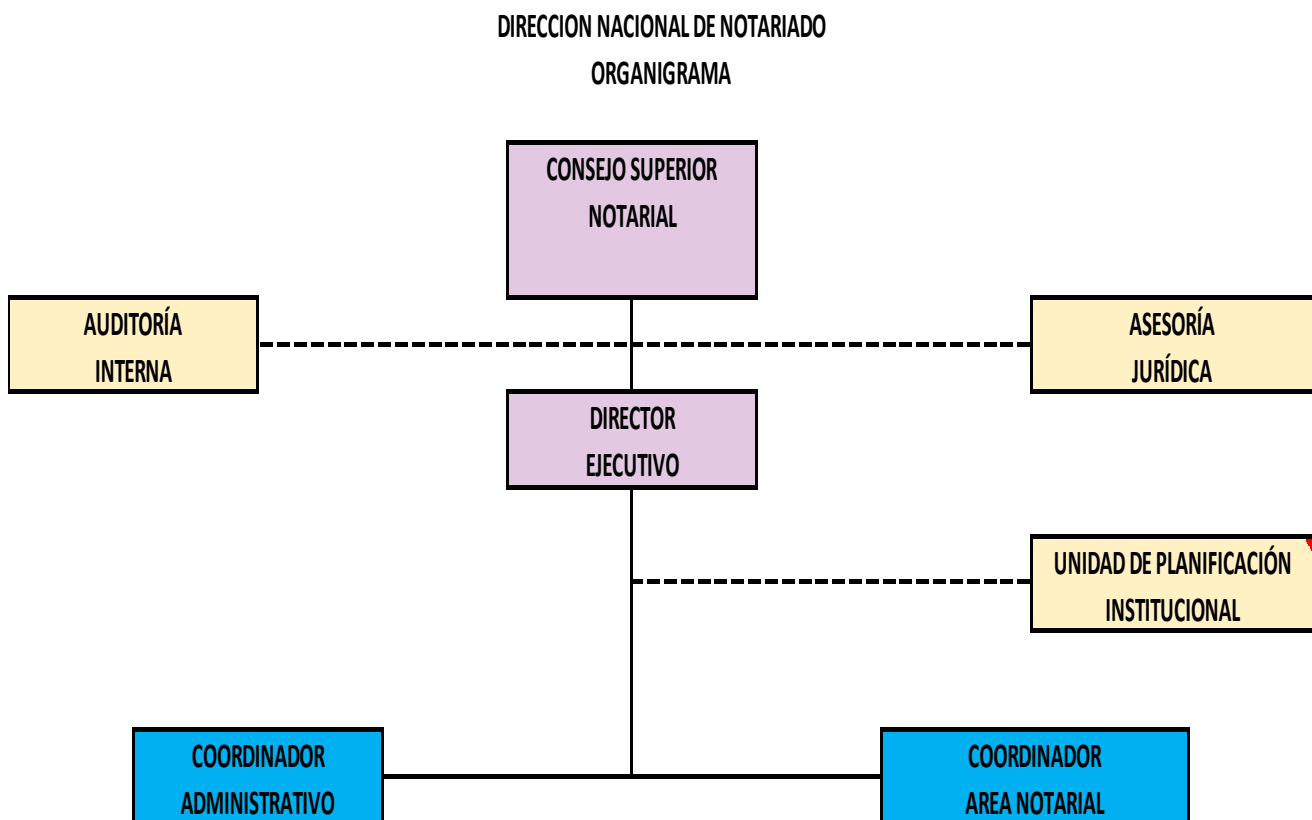 DIRECCION NACIONAL DE NOTARIADO
ORGANIGRAMA
CONSEJO SUPERIOR
NOTARIAL
AUDITORÍA
INTERNA
ASESORÍA
JURÍDICA
DIRECTOR
EJECUTIVO
UNIDAD DE PLANIFICACIÓN
INSTITUCIONAL
COORDINADOR
ADMINISTRATIVO
COORDINADOR
AREA NOTARIAL